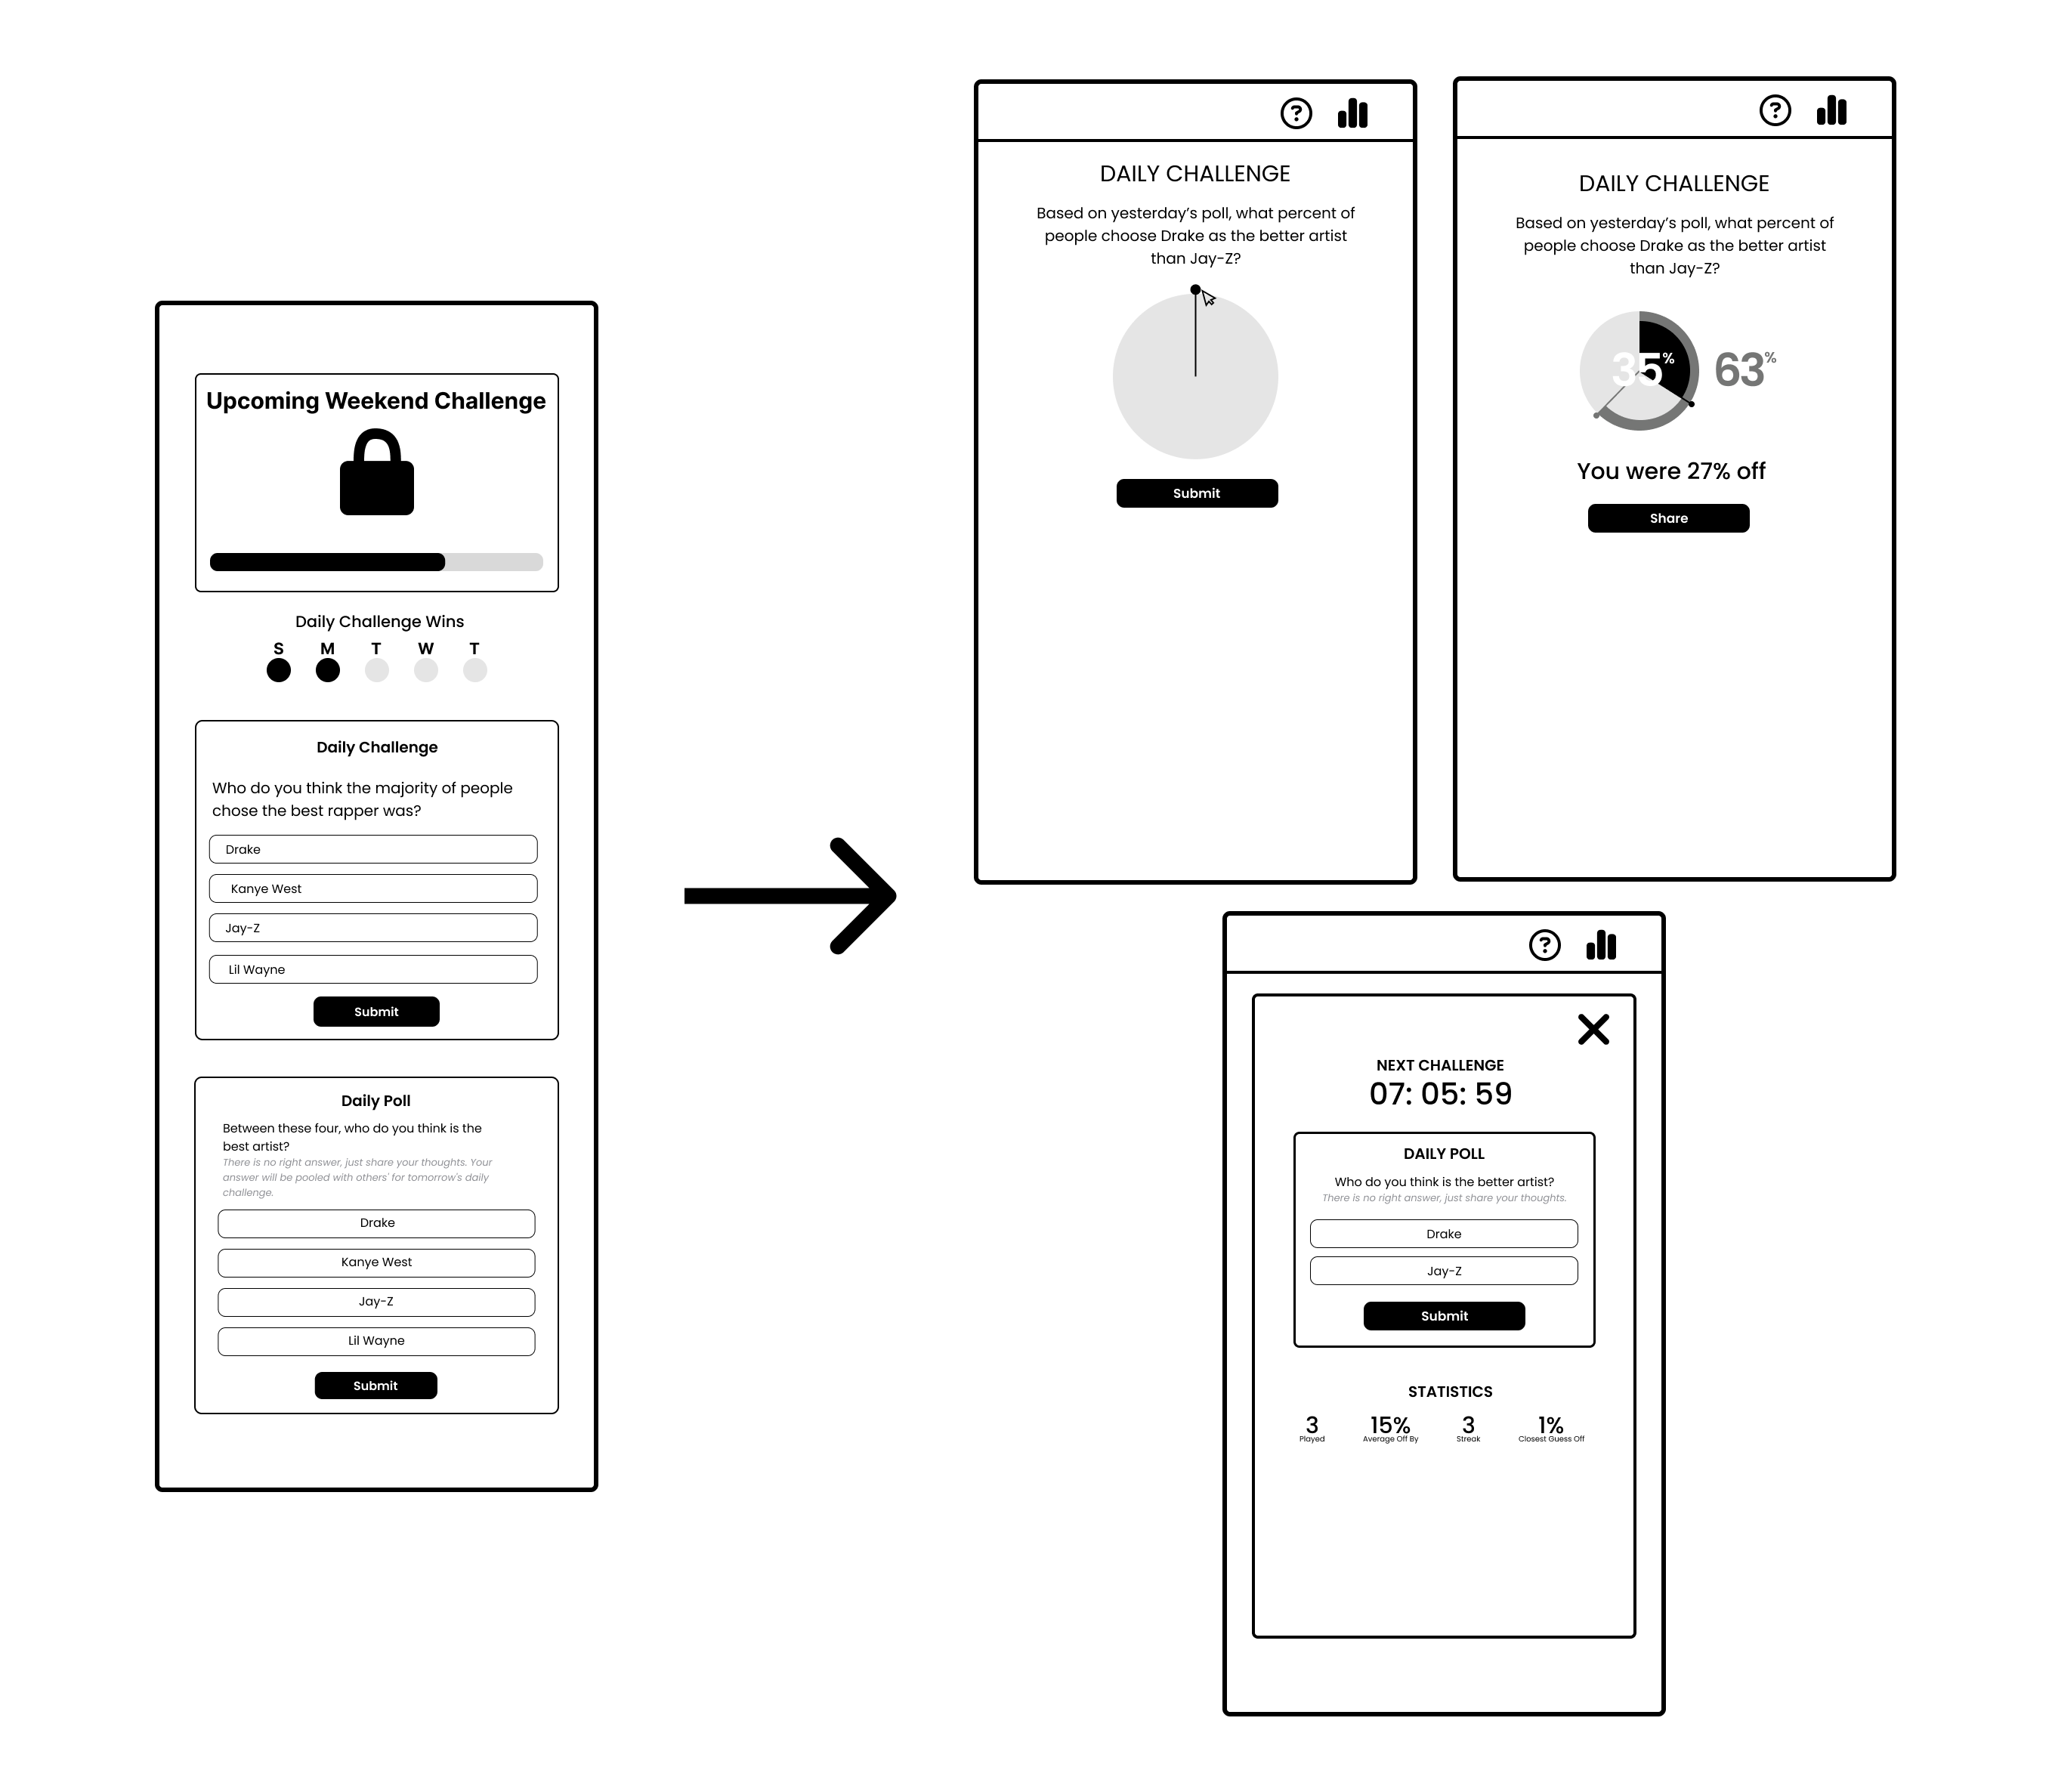 Upcoming Weekend Challenge
Daily Challenge Wins
S M T W T
Daily Challenge
Who do you think the majority of people
chose the best rapper was?
Drake
Kanye West
Jay-Z
Lil Wayne
Submit
Daily Poll
Between these four, who do you think is the
best artist?
There is no right answer, just share your thoughts. Your
answer will be pooled with others' for tomorrow's daily
challenge.
Drake
Kanye West
Jay-Z
Lil Wayne
Submit
?
DAILY CHALLENGE
Based on yesterday’s poll, what percent of
people choose Drake as the better artist
than Jay-Z?
Submit
?
DAILY CHALLENGE
Based on yesterday’s poll, what percent of
people choose Drake as the better artist
than Jay-Z?
35% 63%
You were 27% off
Share
?
NEXT CHALLENGE
07: 05: 59
DAILY POLL
Who do you think is the better artist?
There is no right answer, just share your thoughts.
Drake
Jay-Z
Submit
STATISTICS
3 15% 3 1%
Played Average Off By Streak Closest Guess Off